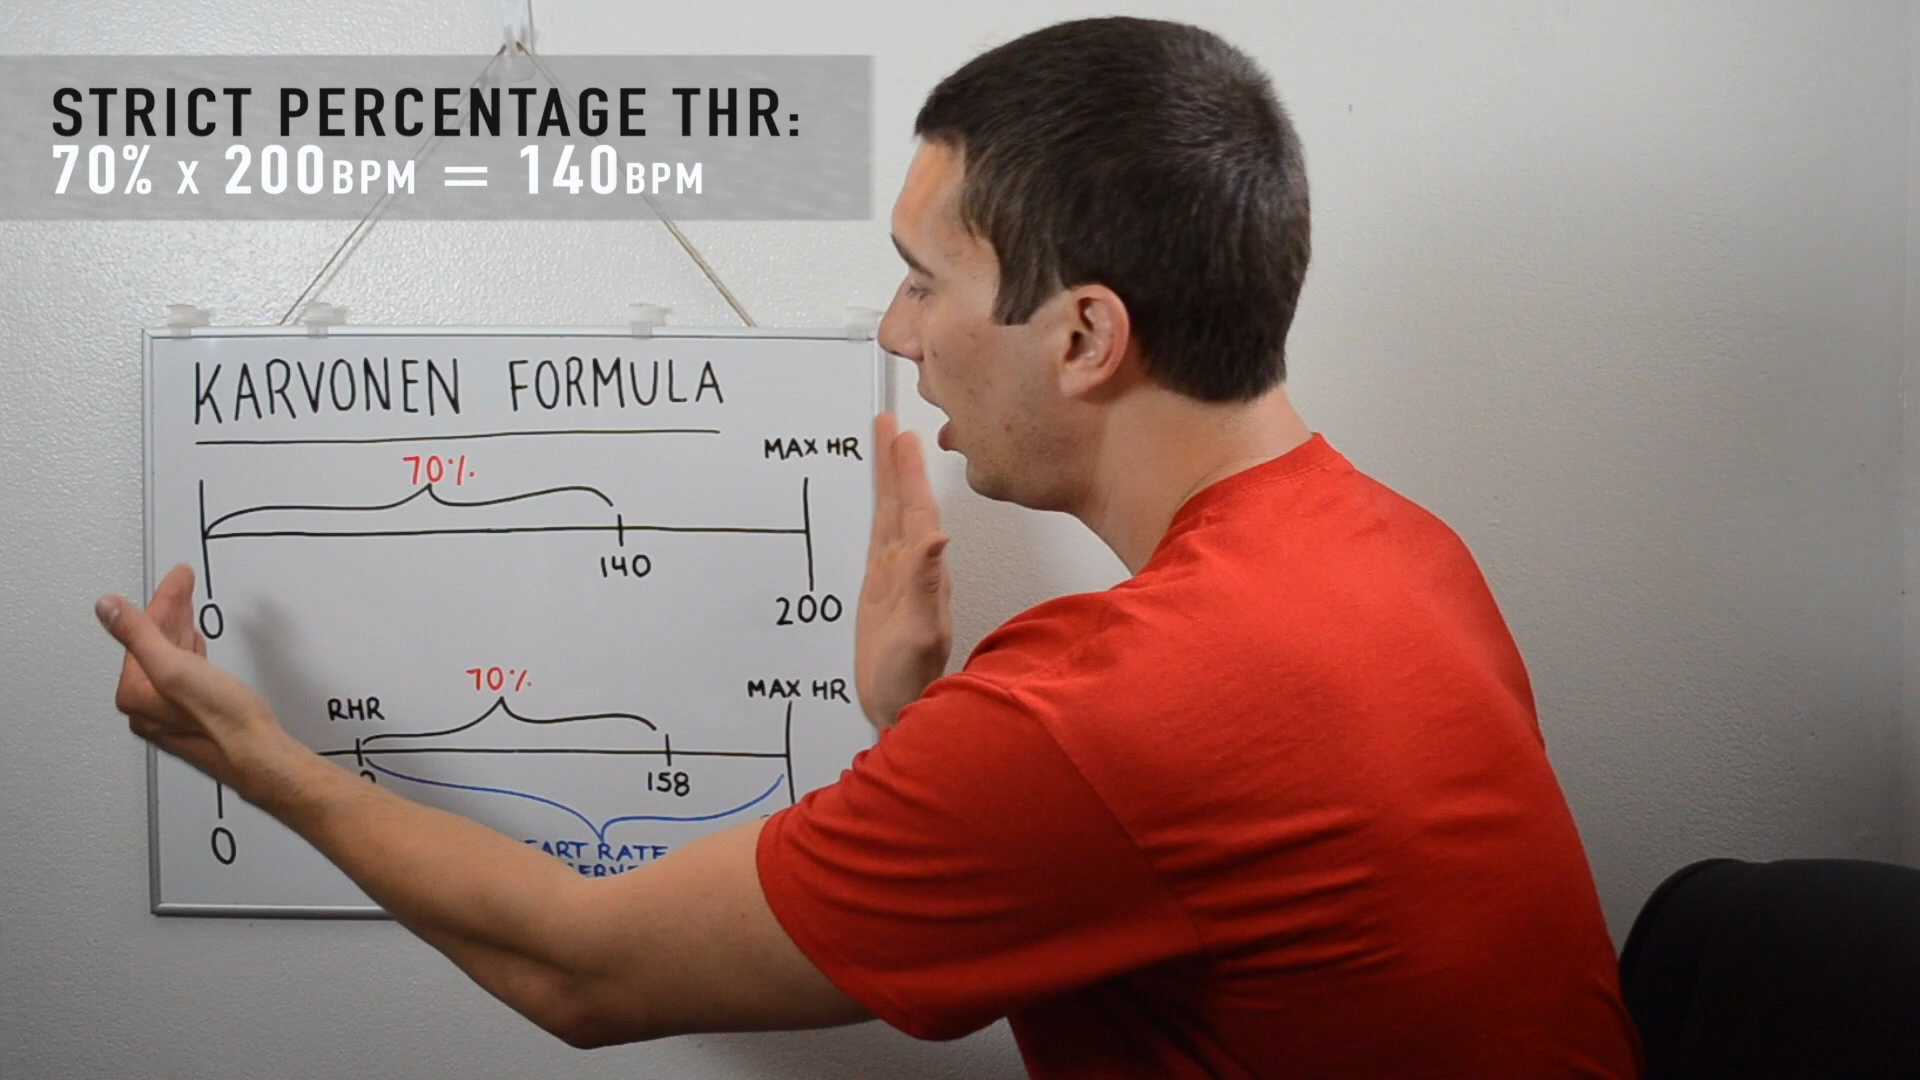 STRICT PERCENTAGE THR:
70% x 200BPM = 140BPM
KARVONEN FORMULA
MAX HR
70%
140
0
200
70%
MAX HR
RHR
158
0
RATE